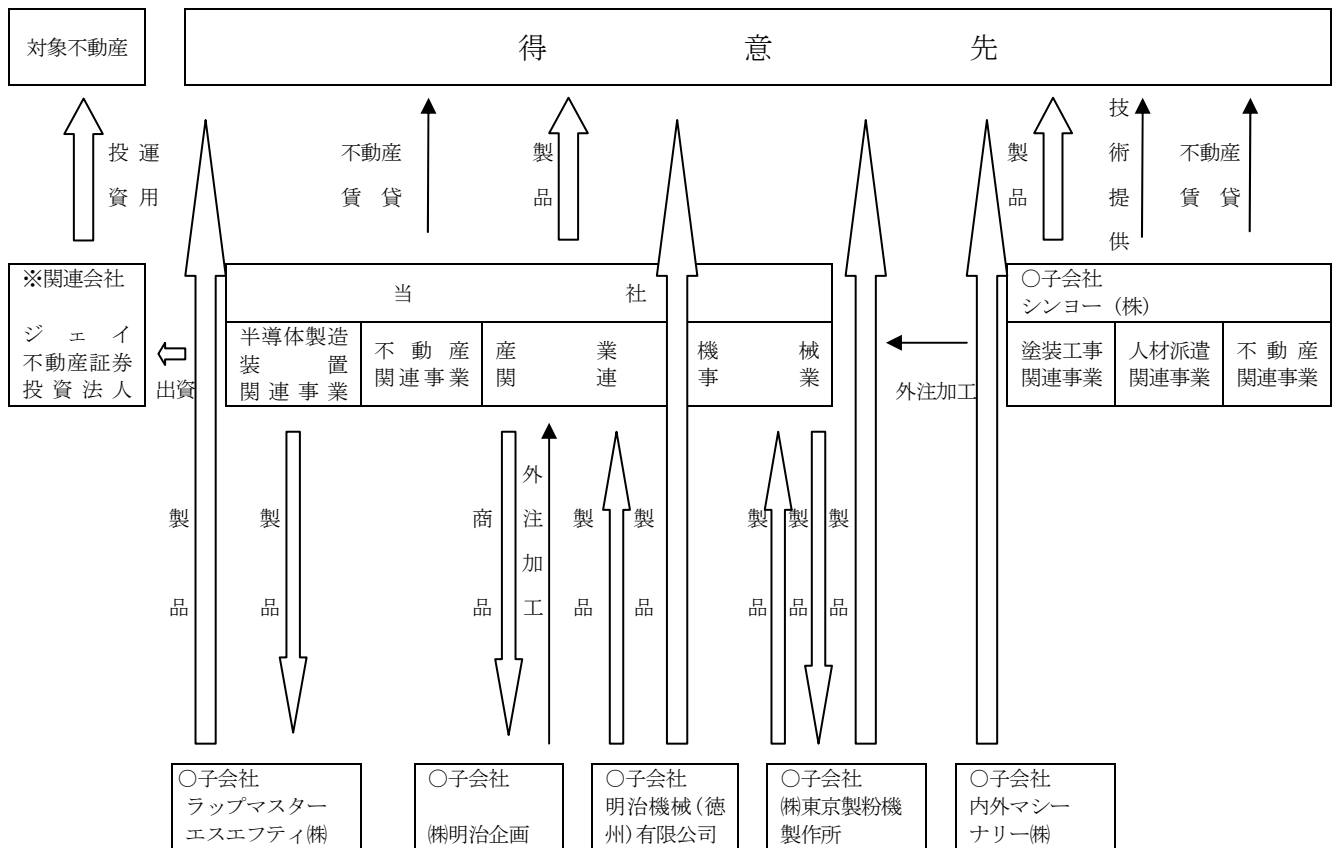 対象不動産
得意先
投運
資用
不動産
賃貸
製
品
製
品
技
術
提
供
不動産
賃貸
※関連会社
ジェイ
不動産証券
投資法人
出資
当社
半導体製造
装置
関連事業
不動産
関連事業
産業機械
関連事業
外注加工
○子会社
シンヨー（株）
塗装工事
関連事業
人材派遣
関連事業
不動産
関連事業
製
品
製
品
商
品
外
注
加
工
製
品
製
品
製
品
製
品
製
品
○子会社
ラップマスター
エスエフティ㈱
○子会社
㈱明治企画
○子会社
明治機械（徳
州）有限公司
○子会社
㈱東京製粉機
製作所
○子会社
内外マシー
ナリー㈱